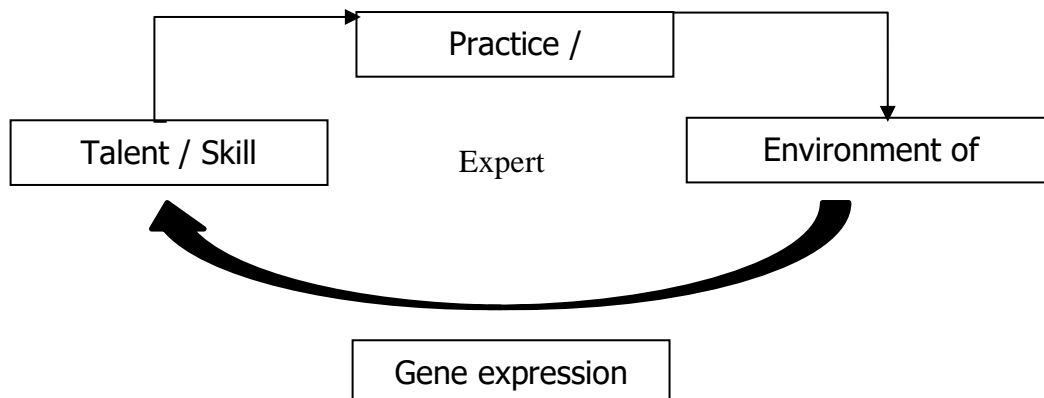 Practice /
Talent / Skill
Expert
Environment of
Gene expression